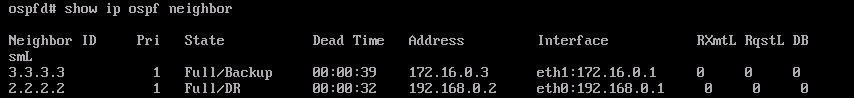 ospfd# show ip ospf neighbor
Neighbor ID Pri State Dead Time Address Interface RXmtL RqstL DB
smL
3.3.3.3 1 Full/Backup 00:00:39 172.16.0.3 eth1:172.16.0.1 0 0 0
2.2.2.2 1 Full/DR 00:00:32 192.168.0.2 eth0:192.168.0.1 0 0 0